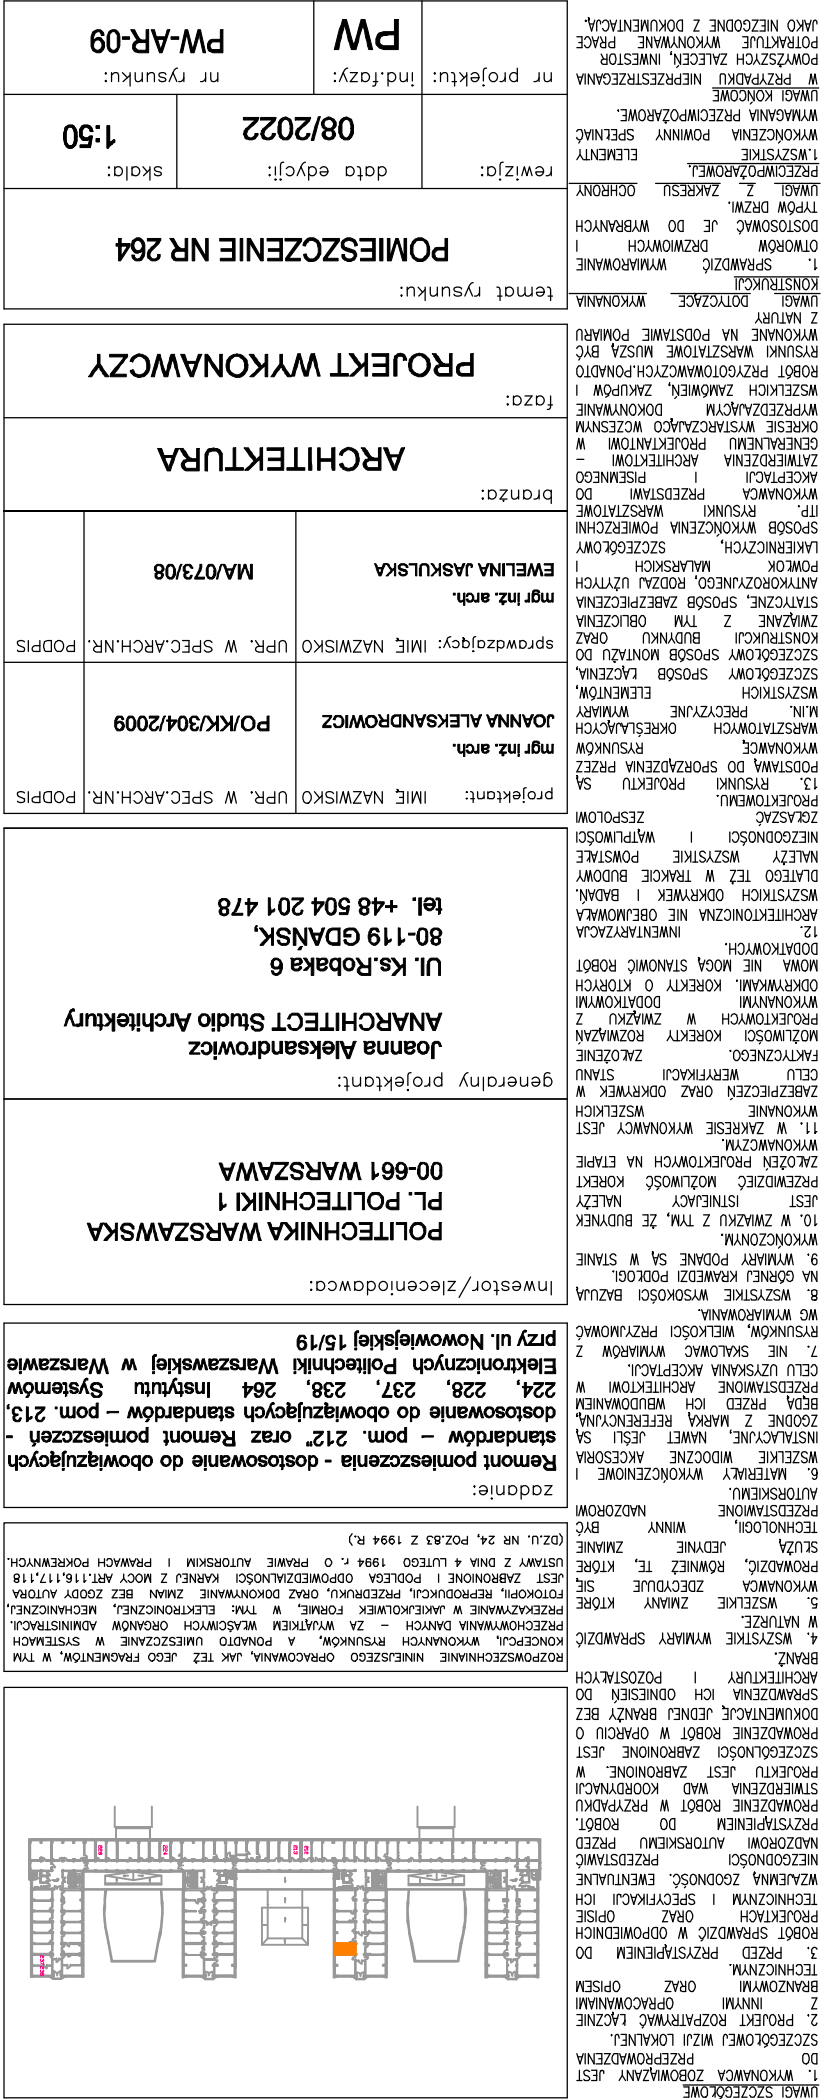 UWAGI SZCZEGÓŁOWE
1. WYKONAWCA ZOBOWIĄZANY JEST
DO PRZEPROWADZENIA
SZCZEGÓŁOWEJ WIZJI LOKALNEJ.
2. PROJEKT ROZPATRYWAĆ ŁĄCZNIE
Z INNYMI OPRACOWANIAMI
BRANŻOWYMI ORAZ OPISEM
TECHNICZNYM.
3. PRZED PRZYSTĄPIENIEM DO
ROBÓT SPRAWDZIĆ W ODPOWIEDNICH
PROJEKTACH ORAZ OPISIE
TECHNICZNYM I SPECYFIKACJI ICH
WZAJEMNĄ ZGODNOŚĆ. EWENTUALNE
NIEZGODNOŚCI PRZEDSTAWIĆ
NADZOROWI AUTORSKIEMU PRZED
PRZYSTĄPIENIEM DO ROBÓT.
PROWADZENIE ROBÓT W PRZYPADKU
STWIERDZENIA WAD KOORDYNACJI
PROJEKTU JEST ZABRONIONE. W
SZCZEGÓLNOŚCI ZABRONIONE JEST
PROWADZENIE ROBÓT W OPARCIU O
DOKUMENTACJĘ JEDNEJ BRANŻY BEZ
SPRAWDZENIA ICH ODNIESIEŃ DO
ARCHITEKTURY I POZOSTAŁYCH
BRANŻ.
4. WSZYSTKIE WYMIARY SPRAWDZIĆ
W NATURZE.
5. WSZELKIE ZMIANY KTÓRE
WYKONAWCA ZDECYDUJE SIĘ
PROWADZIĆ, RÓWNIEŻ TE, KTÓRE
SŁUŻĄ JEDYNIE ZMIANIE
TECHNOLOGII, WINNY BYĆ
PRZEDSTAWIONE NADZOROWI
AUTORSKIEMU.
6. MATERIAŁY WYKOŃCZENIOWE I
WSZELKIE WIDOCZNE AKCESORIA
INSTALACYJNE, NAWET JEŚLI SĄ
ZGODNE Z MARKĄ REFERENCYJNĄ,
BĘDĄ PRZED ICH WBUDOWANIEM
PRZEDSTAWIONE ARCHITEKTOWI W
CELU UZYSKANIA AKCEPTACJI.
7. NIE SKALOWAĆ WYMIARÓW Z
RYSUNKÓW, WIELKOŚCI PRZYJMOWAĆ
WG WYMIAROWANIA.
8. WSZYSTKIE WYSOKOŚCI BAZUJĄ
NA GÓRNEJ KRAWEDZI PODŁOGI.
9. WYMIARY PODANE SĄ W STANIE
WYKOŃCZONYM.
10. W ZWIAZKU Z TYM, ŻE BUDYNEK
JEST ISTNIEJACY NALEŻY
PRZEWIDZIEĆ MOŻLIWOŚĆ KOREKT
ZAŁOŻEŃ PROJEKTOWYCH NA ETAPIE
WYKONAWCZYM.
11. W ZAKRESIE WYKONAWCY JEST
WYKONANIE WSZELKICH
ZABEZPIECZEŃ ORAZ ODKRYWEK W
CELU WERYFIKACJI STANU
FAKTYCZNEGO. ZAŁOŻENIE
MOŻLIWOŚCI KOREKTY ROZWIĄZAŃ
PROJEKTOWYCH W ZWIĄZKU Z
WYKONANYMI DODATKOWYMI
ODKRYWKAMI. KOREKTY O KTÓRYCH
MOWA NIE MOGĄ STANOWIĆ ROBÓT
DODATKOWYCH.
12. INWENTARYZACJA
ARCHITEKTONICZNA NIE OBEJMOWAŁA
WSZYSTKICH ODKRYWEK I BADAŃ.
DLATEGO TEŻ W TRAKCIE BUDOWY
NALEŻY WSZYSTKIE POWSTAŁE
NIEZGODNOŚCI I WĄTPLIWOŚCI
ZGŁASZAĆ ZESPOLOWI
PROJEKTOWEMU.
13. RYSUNKI PROJEKTU SĄ
PODSTAWĄ DO SPORZĄDZENIA PRZEZ
WYKONAWCĘ RYSUNKÓW
WARSZTATOWYCH OKREŚLAJĄCYCH
M.IN. PRECYZYJNE WYMIARY
WSZYSTKICH ELEMENTÓW,
SZCZEGÓŁOWY SPOSÓB ŁĄCZENIA,
SZCZEGÓŁOWY SPOSÓB MONTAŻU DO
KONSTRUKCJI BUDYNKU ORAZ
ZWIĄZANE Z TYM OBLICZENIA
STATYCZNE, SPOSÓB ZABEZPIECZENIA
ANTYKOROZYJNEGO, RODZAJ UŻYTYCH
POWŁOK MALARSKICH I
LAKIERNICZYCH, SZCZEGÓŁOWY
SPOSÓB WYKOŃCZENIA POWIERZCHNI
ITP. RYSUNKI WARSZTATOWE
WYKONAWCA PRZEDSTAWI DO
AKCEPTACJI I PISEMNEGO
ZATWIERDZENIA ARCHITEKTOWI –
GENERALNEMU PROJEKTANTOWI W
OKRESIE WYSTARCZAJĄCO WCZESNYM
WYPRZEDZAJĄCYM DOKONYWANIE
WSZELKICH ZAMÓWIEŃ, ZAKUPÓW I
ROBÓT PRZYGOTOWAWCZYCH.PONADTO
RYSUNKI WARSZTATOWE MUSZĄ BYĆ
WYKONANE NA PODSTAWIE POMIARU
Z NATURY
UWAGI DOTYCZĄCE WYKONANIA
KONSTRUKCJI
1. SPRAWDZIĆ WYMIAROWANIE
OTWORÓW DRZWIOWYCH I
DOSTOSOWAĆ JE DO WYBRANYCH
TYPÓW DRZWI.
UWAGI Z ZAKRESU OCHRONY
PRZECIWPOŻAROWEJ.
1.WSZYSTKIE ELEMENTY
WYKOŃCZENIA POWINNY SPEŁNIAĆ
WYMAGANIA PRZECIWPOŻAROWE.
UWAGI KOŃCOWE
W PRZYPADKU NIEPRZESTRZEGANIA
POWYŻSZYCH ZALECEŃ, INWESTOR
POTRAKTUJE WYKONYWANE PRACE
JAKO NIEZGODNE Z DOKUMENTACJĄ.
ROZPOWSZECHNIANIE NINIEJSZEGO OPRACOWANIA, JAK TEŻ JEGO FRAGMENTÓW, W TYM
KONCEPCJI, WYKONANYCH RYSUNKÓW, A PONADTO UMIESZCZANIE W SYSTEMACH
PRZECHOWYWANIA DANYCH – ZA WYJĄTKIEM WŁAŚCIWYCH ORGANÓW ADMINISTRACJI.
PRZEKAZYWANIE W JAKIEJKOLWIEK FORMIE, W TYM: ELEKTRONICZNEJ, MECHANICZNEJ,
FOTOKOPII, REPRODUKCJI, PRZEDRUKU, ORAZ DOKONYWANIE ZMIAN BEZ ZGODY AUTORA
JEST ZABRONIONE I PODLEGA ODPOWIEDZIALNOŚCI KARNEJ Z MOCY ART.116,117,118
USTAWY Z DNIA 4 LUTEGO 1994 r. O PRAWIE AUTORSKIM I PRAWACH POKREWNYCH.
(DZ.U. NR 24, POZ.83 Z 1994 R.)
zadanie:
Remont pomieszczenia - dostosowanie do obowiązujących
standardów – pom. 212" oraz Remont pomieszczeń -
dostosowanie do obowiązujących standardów – pom. 213,
224, 228, 237, 238, 264 Instytutu Systemów
Elektronicznych Politechniki Warszawskiej w Warszawie
przy ul. Nowowiejskiej 15/19
Inwestor/zleceniodawca:
POLITECHNIKA WARSZAWSKA
PL. POLITECHNIKI 1
00-661 WARSZAWA
generalny projektant:
Joanna Aleksandrowicz
ANARCHITECT Studio Architektury
Ul. Ks.Robaka 6
80-119 GDAŃSK,
tel. +48 504 201 478
projektant: IMIĘ NAZWISKO UPR. W SPEC.ARCH.NR. PODPIS
mgr inż. arch.
JOANNA ALEKSANDROWICZ PO/KK/304/2009
sprawdzający: IMIĘ NAZWISKO UPR. W SPEC.ARCH.NR. PODPIS
mgr inż. arch.
EWELINA JASKULSKA MA/073/08
branża:
ARCHITEKTURA
faza:
PROJEKT WYKONAWCZY
temat rysunku:
POMIESZCZENIE NR 264
rewizja: data edycji: skala:
08/2022 1:50
nr projektu: ind.fazy: nr rysunku:
PW PW-AR-09